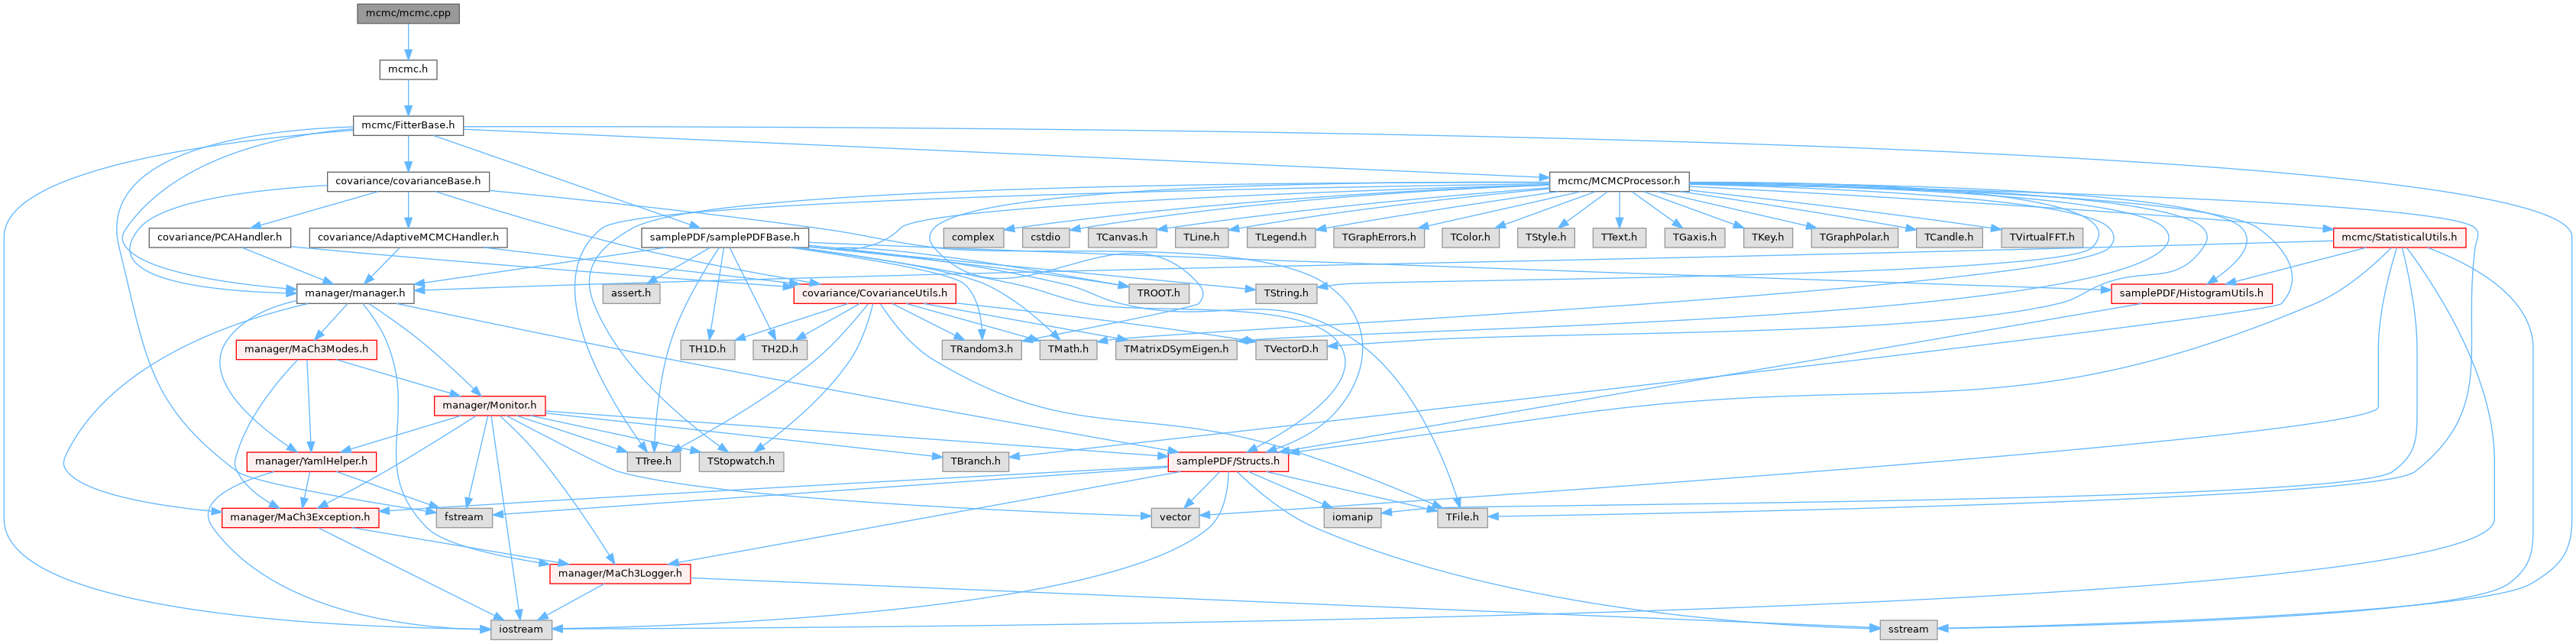 mcmc/mcmc.cpp
mcmc.h
mcmc/FitterBase.h
covariance/covarianceBase.h
mcmc/MCMCProcessor.h
covariance/PCAHandler.h
covariance/AdaptiveMCMCHandler.h
samplePDF/samplePDFBase.h
complex
cstdio
TCanvas.h
TLine.h
TLegend.h
TGraphErrors.h
TColor.h
TStyle.h
TText.h
TGaxis.h
TKey.h
TGraphPolar.h
TCandle.h
TVirtualFFT.h
mcmc/StatisticalUtils.h
manager/manager.h
assert.h
covariance/CovarianceUtils.h
TROOT.h
TString.h
samplePDF/HistogramUtils.h
manager/MaCh3Modes.h
TH1D.h
TH2D.h
TRandom3.h
TMath.h
TMatrixDSymEigen.h
TVectorD.h
manager/Monitor.h
manager/YamlHelper.h
TTree.h
TStopwatch.h
TBranch.h
samplePDF/Structs.h
manager/MaCh3Exception.h
fstream
vector
iomanip
TFile.h
manager/MaCh3Logger.h
iostream
sstream